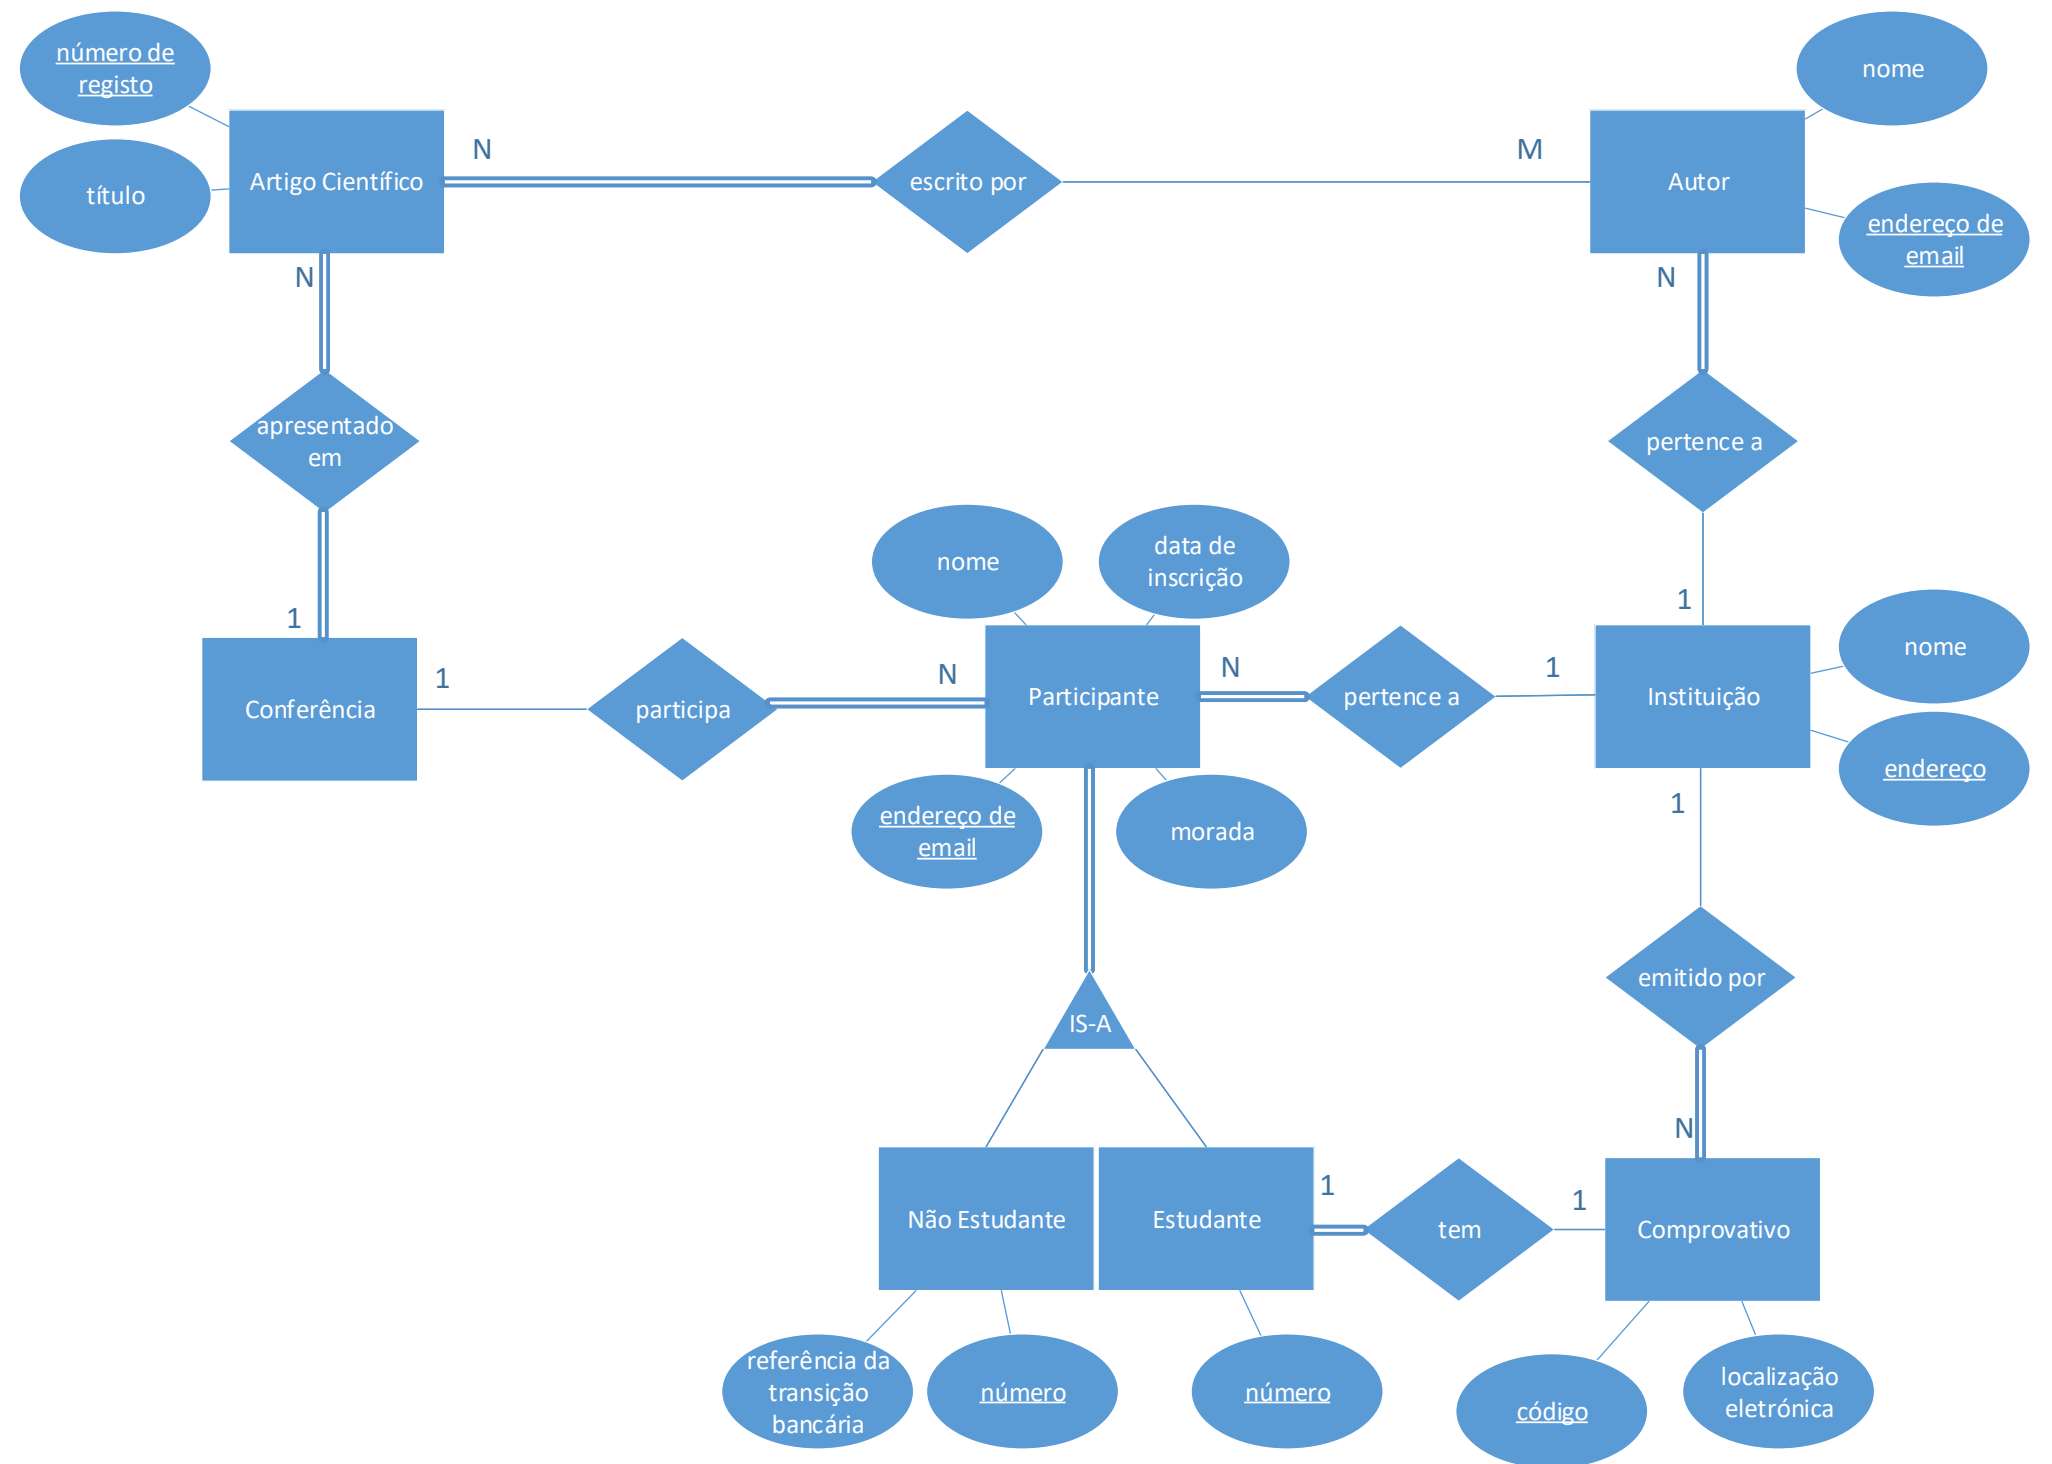 número de
registo
nome
N
M
Artigo Científico
escrito por
Autor
título
endereço de
email
N
N
apresentado
em
pertence a
nome
data de
inscrição
1
1
nome
N
N
1
1
Conferência
participa
Participante
pertence a
Instituição
endereço
1
endereço de
email
morada
emitido por
IS-A
N
1
1
Não Estudante
Estudante
tem
Comprovativo
referência da
transição
bancária
número
número
código
localização
eletrónica